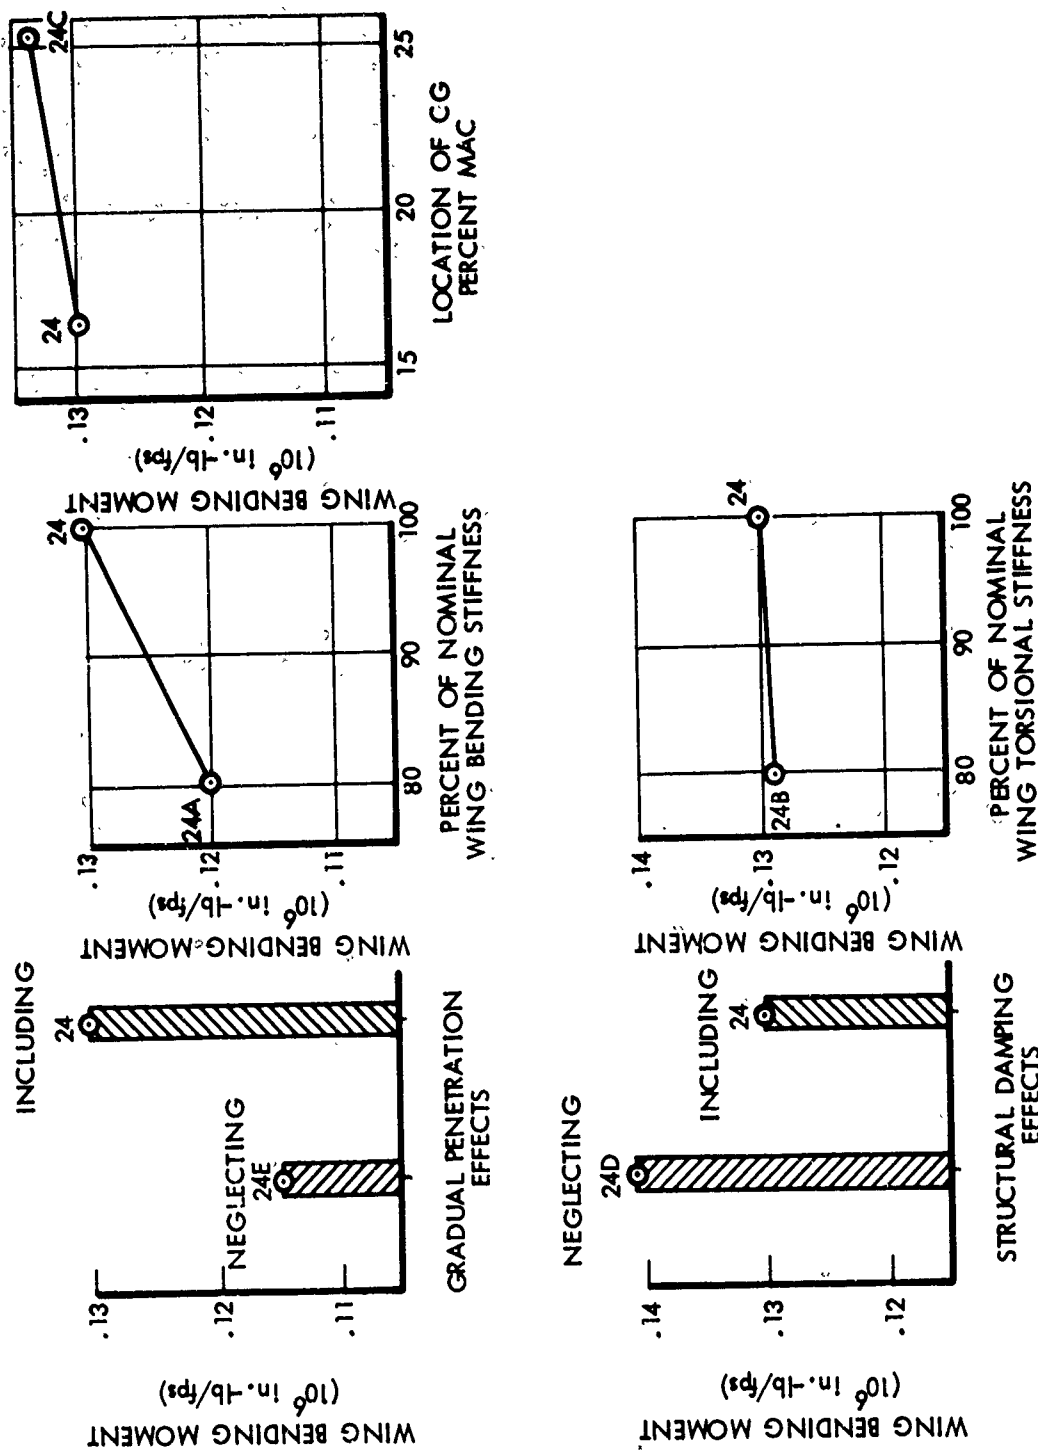 INCLUDING
24
NEGLECTING
24E
.13
.12
.11
WING BENDING MOMENT
(10⁶ in.-lb/fps)
GRADUAL PENETRATION
EFFECTS
24
24A
.13
.12
.11
WING BENDING MOMENT
(10⁶ in.-lb/fps)
80
90
100
PERCENT OF NOMINAL
WING BENDING STIFFNESS
24
24C
.13
.12
.11
WING BENDING MOMENT
(10⁶ in.-lb/fps)
15
20
25
LOCATION OF CG
PERCENT MAC
NEGLECTING
24D
INCLUDING
24
.14
.13
.12
WING BENDING MOMENT
(10⁶ in.-lb/fps)
STRUCTURAL DAMPING
EFFECTS
24
24B
.14
.13
.12
WING BENDING MOMENT
(10⁶ in.-lb/fps)
80
90
100
PERCENT OF NOMINAL
WING TORSIONAL STIFFNESS